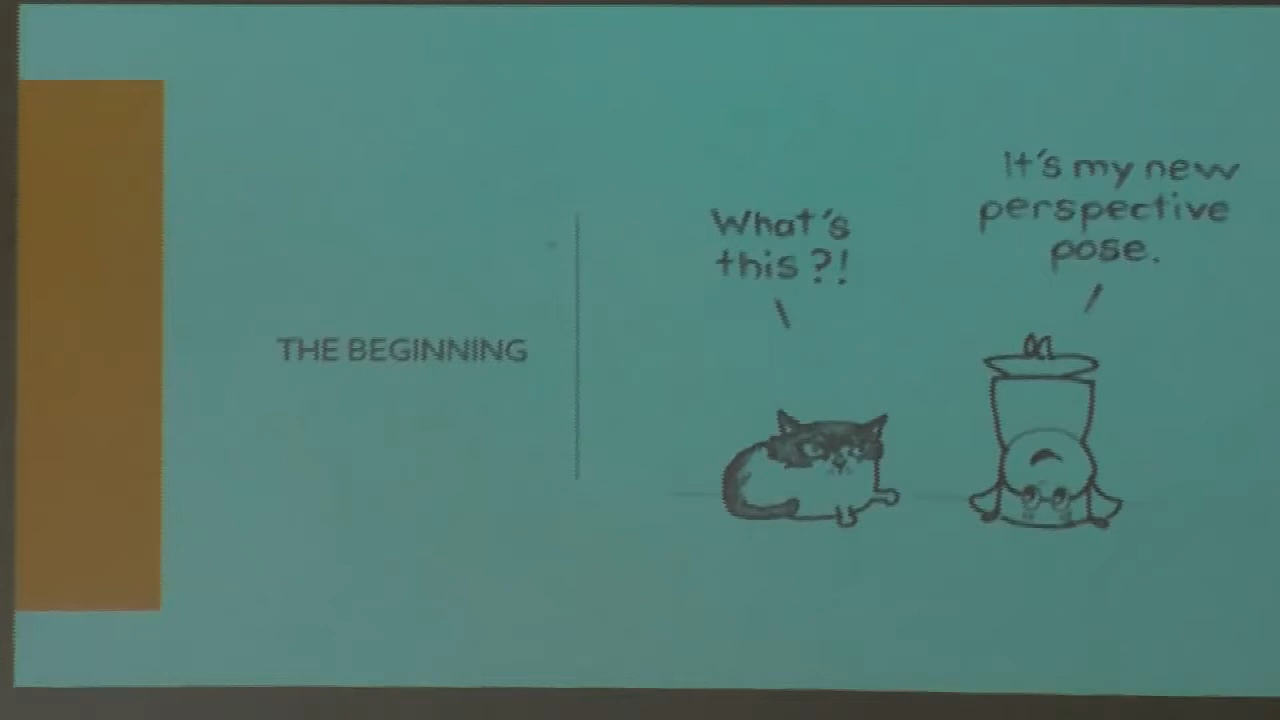 THE BEGINNING
What's
this?!
It's my new
perspective
pose.